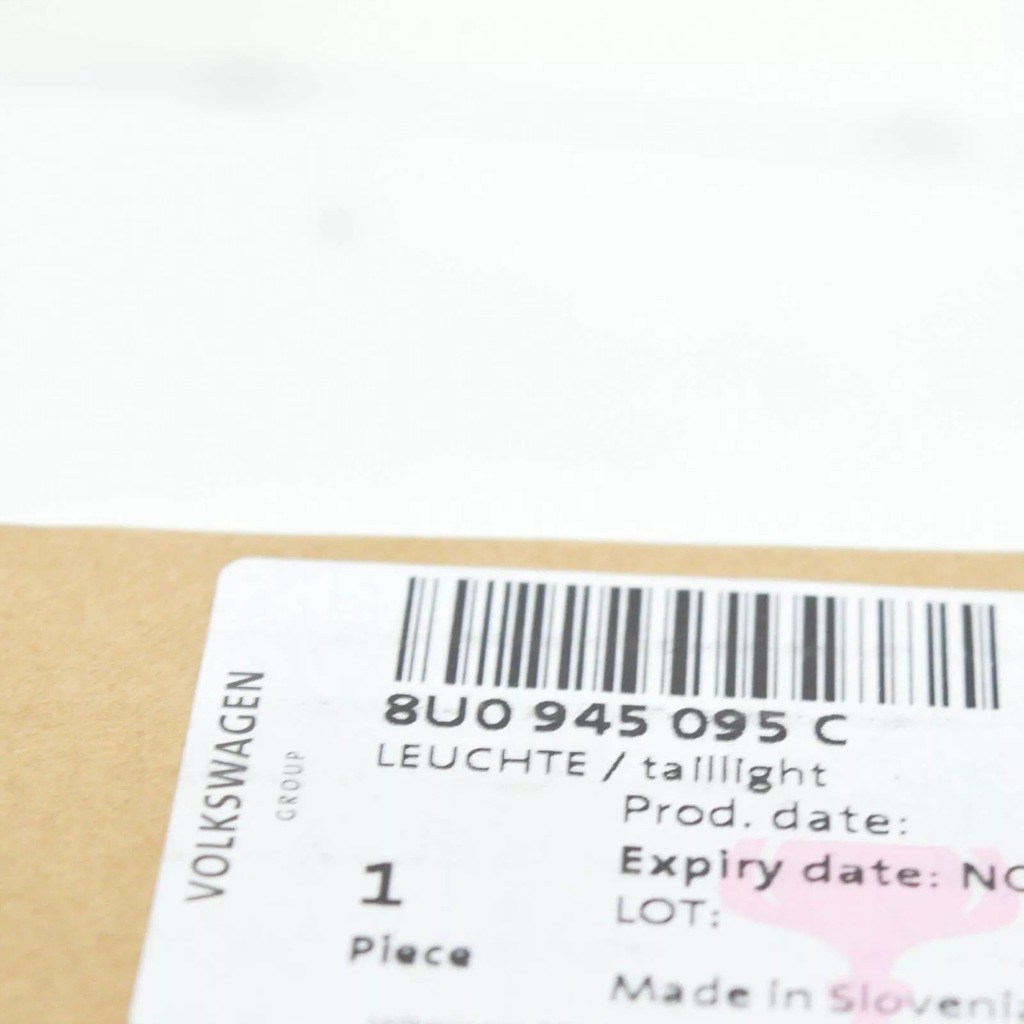 VOLKSWAGEN
GROUP
8U0 945 095 C
LEUCHTE / taillight
Prod. date:
Expiry date: NO
LOT:
1
Piece
Made in Slovenia